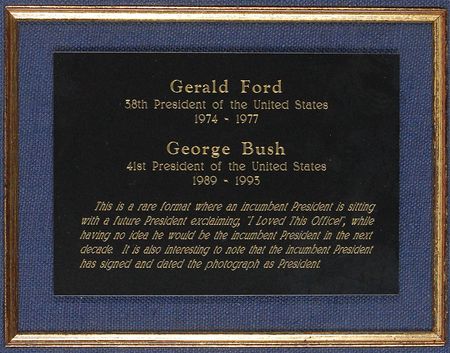 Gerald Ford
38th President of the United States
1974 - 1977
George Bush
41st President of the United States
1989 - 1993
This is a rare format where an incumbent President is sitting
with a future President exclaiming, "I Loved This Office!", while
having no idea he would be the incumbent President in the next
decade. It is also interesting to note that the incumbent President
has signed and dated the photograph as President.